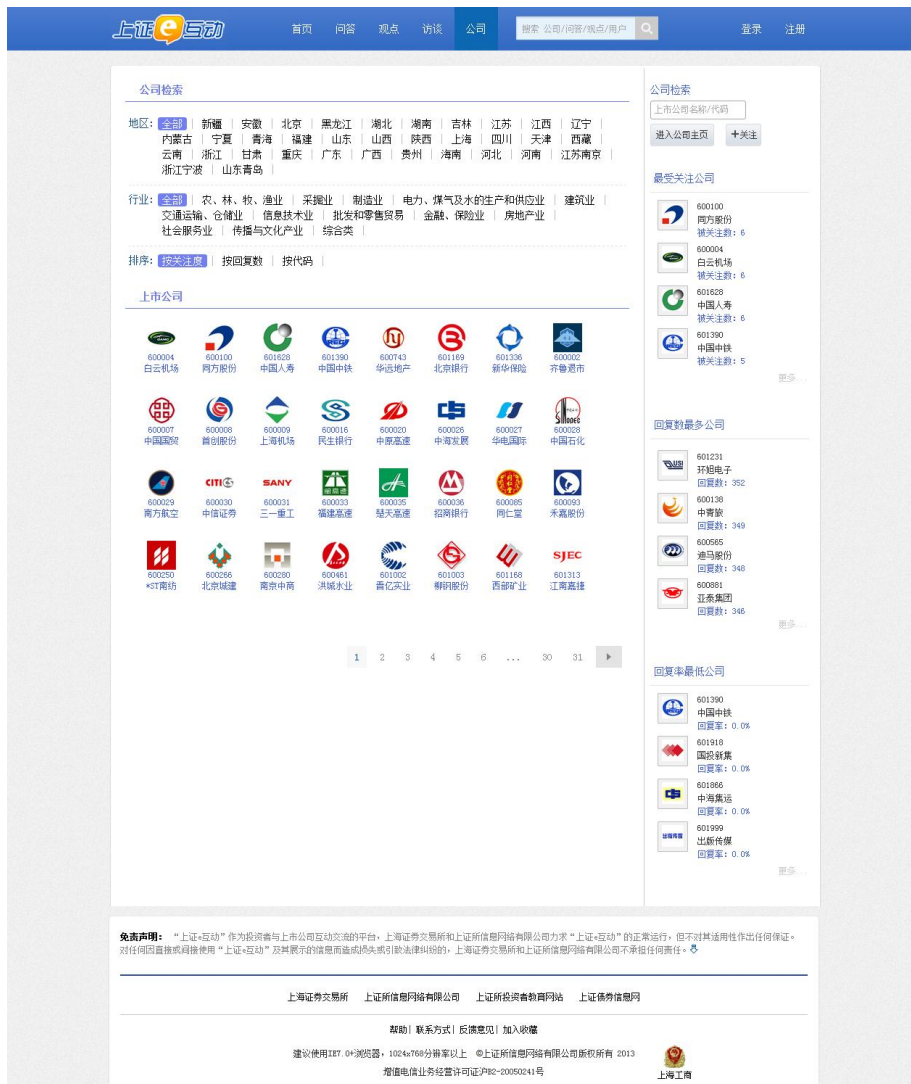 上证e互动 首页 问答 观点 访谈 公司 搜索 公司/问答/观点/用户 登录 注册
公司检索
地区: 全部 | 新疆 | 安徽 | 北京 | 黑龙江 | 湖北 | 湖南 | 吉林 | 江苏 | 江西 | 辽宁 |
内蒙古 | 宁夏 | 青海 | 福建 | 山东 | 山西 | 陕西 | 上海 | 四川 | 天津 | 西藏 |
云南 | 浙江 | 甘肃 | 重庆 | 广东 | 广西 | 贵州 | 海南 | 河北 | 河南 | 江苏南京 |
浙江宁波 | 山东青岛 |
行业: 全部 | 农、林、牧、渔业 | 采掘业 | 制造业 | 电力、煤气及水的生产和供应业 | 建筑业 |
交通运输、仓储业 | 信息技术业 | 批发和零售贸易 | 金融、保险业 | 房地产业 |
社会服务业 | 传播与文化产业 | 综合类 |
排序: 按关注度 | 按回复数 | 按代码 |
上市公司
600004 600100 601628 601390 600743 601169 601336 600002
白云机场 同方股份 中国人寿 中国中铁 华远地产 北京银行 新华保险 齐鲁退市
600007 600008 600009 600016 600020 600026 600027 600028
中国国贸 首创股份 上海机场 民生银行 中原高速 中海发展 华电国际 中国石化
CITIC SANY
600029 600030 600031 600033 600035 600036 600085 600093
南方航空 中信证券 三一重工 福建高速 楚天高速 招商银行 同仁堂 禾嘉股份
SJEC
600250 600266 600280 600461 601002 601003 601168 601313
*ST南纺 北京城建 南京中商 洪城水业 晋亿实业 柳钢股份 西部矿业 江南嘉捷
1 2 3 4 5 6 ... 30 31
公司检索
上市公司名称/代码
进入公司主页 +关注
最受关注公司
600100
同方股份
被关注数: 6
600004
白云机场
被关注数: 6
601628
中国人寿
被关注数: 6
601390
中国中铁
被关注数: 5
更多...
回复数最多公司
601231
环旭电子
回复数: 352
600138
中青旅
回复数: 349
600565
迪马股份
回复数: 348
600881
亚泰集团
回复数: 346
更多...
回复率最低公司
601390
中国中铁
回复率: 0.0%
601918
国投新集
回复率: 0.0%
601866
中海集运
回复率: 0.0%
601999
出版传媒
回复率: 0.0%
更多...
免责声明: “上证e互动”作为投资者与上市公司互动交流的平台，上海证券交易所和上证所信息网络有限公司力求“上证e互动”的正常运行，但不对其适用性作出任何保证。
对任何因直接或间接使用“上证e互动”及其展示的信息而造成损失或引致法律纠纷的，上海证券交易所和上证所信息网络有限公司不承担任何责任。
上海证券交易所 上证所信息网络有限公司 上证所投资者教育网站 上证债券信息网
帮助| 联系方式| 反馈意见| 加入收藏
建议使用IE7.0+浏览器，1024x768分辨率以上 ©上证所信息网络有限公司版权所有 2013
增值电信业务经营许可证沪B2-20050241号
上海工商